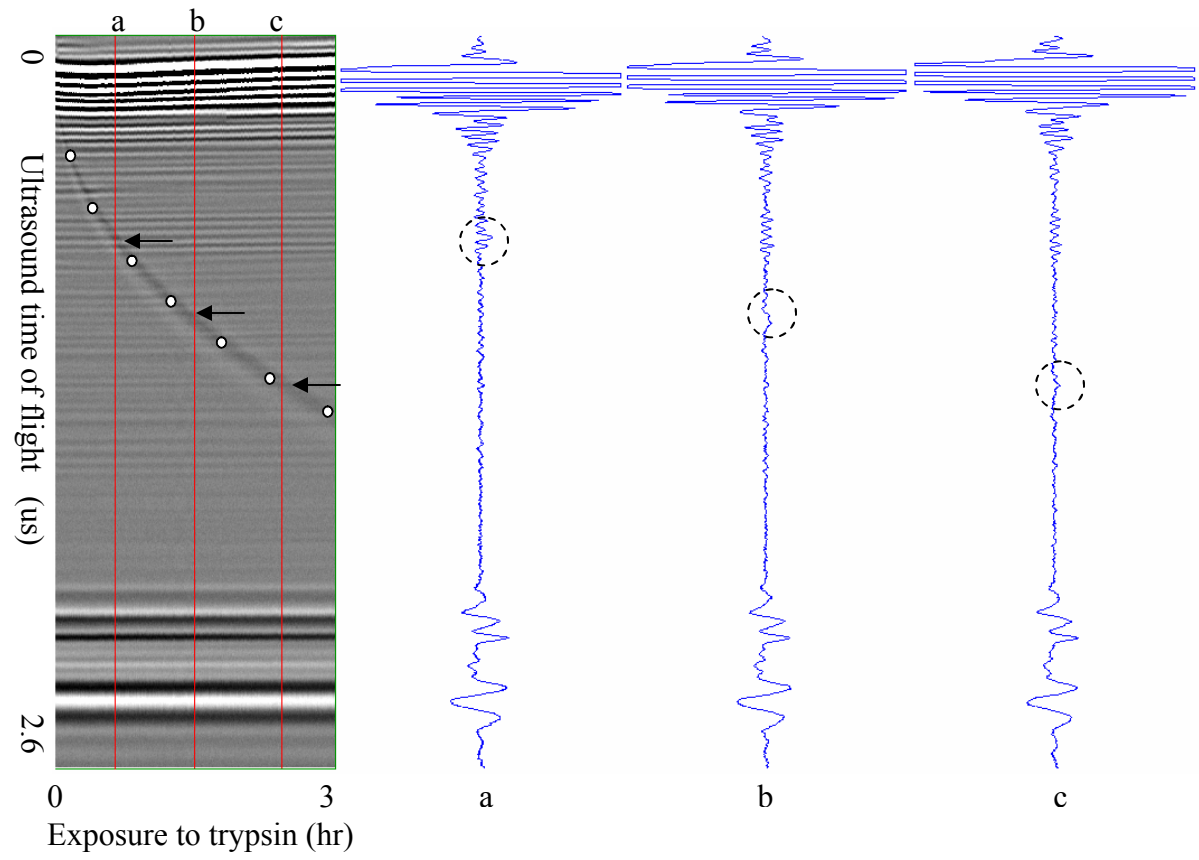 a b c
0
Ultrasound time of flight (us)
2.6
0 3
Exposure to trypsin (hr)
a b c